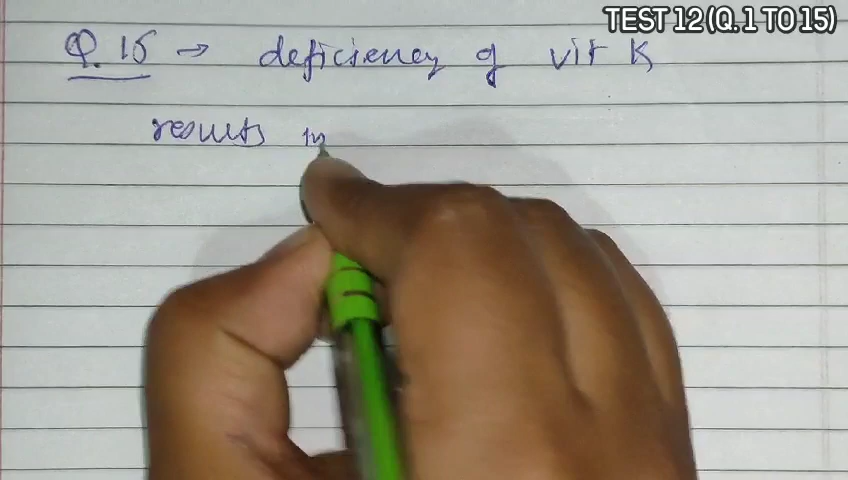 TEST 12 (Q. 1 TO 15)
Q. 15 → deficiency of vit K
results in